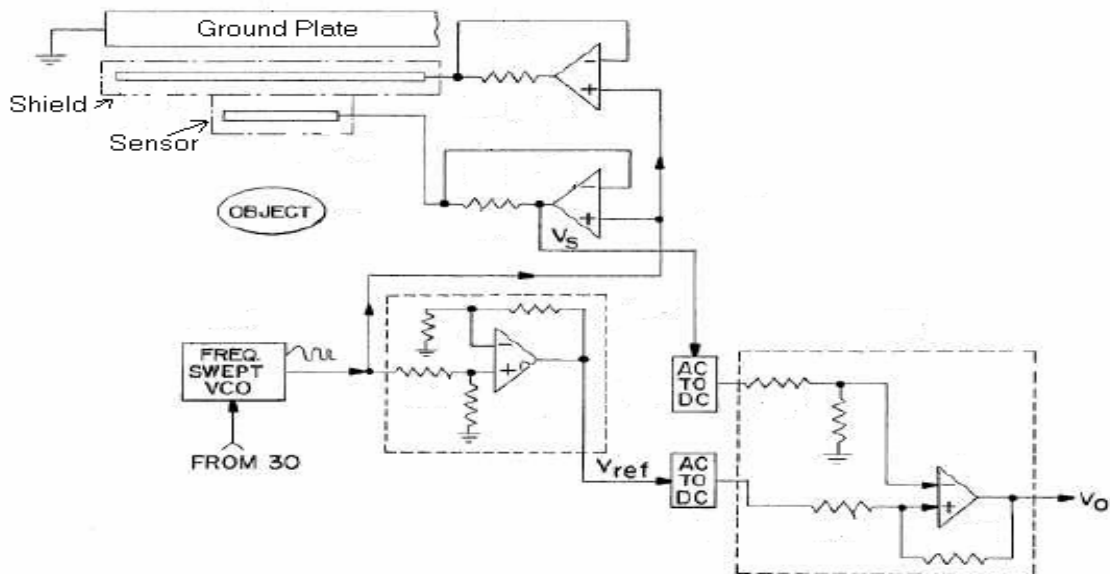 Ground Plate
Shield
Sensor
OBJECT
-
+
-
+
Vs
FREQ.
SWEPT
VCO
FROM 30
-
+
Vref
AC
TO
DC
AC
TO
DC
-
+
Vo